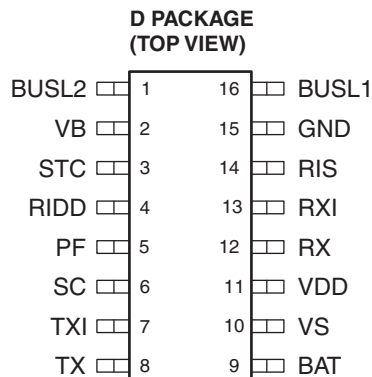 D PACKAGE
(TOP VIEW)
BUSL2 1 16 BUSL1
VB 2 15 GND
STC 3 14 RIS
RIDD 4 13 RXI
PF 5 12 RX
SC 6 11 VDD
TXI 7 10 VS
TX 8 9 BAT